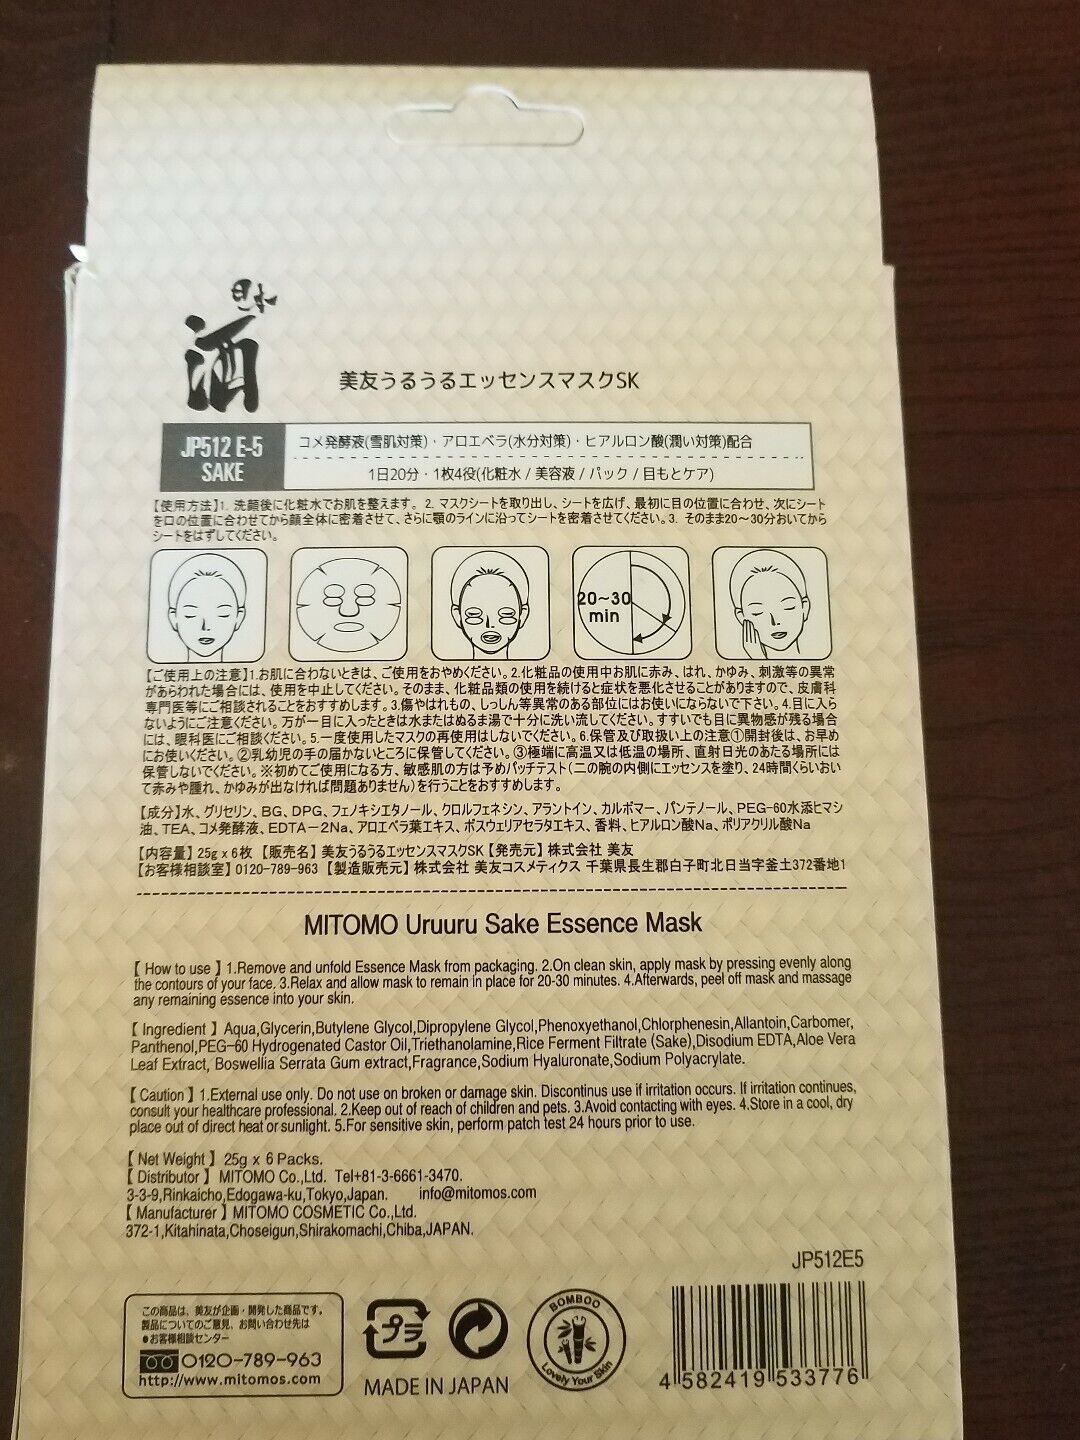 日本
酒
美友うるうるエッセンスマスクSK
JP512 E-5
SAKE
コメ発酵液(雪肌対策)・アロエベラ(水分対策)・ヒアルロン酸(潤い対策)配合
1日20分・1枚4役(化粧水 / 美容液 / パック / 目もとケア)
【使用方法】1. 洗顔後に化粧水でお肌を整えます。 2. マスクシートを取り出し、シートを広げ、最初に目の位置に合わせ、次にシート
を口の位置に合わせてから顔全体に密着させて、さらに顎のラインに沿ってシートを密着させてください。3. そのまま20～30分おいてから
シートをはずしてください。
20~30
min
【ご使用上の注意】1.お肌に合わないときは、ご使用をおやめください。2.化粧品の使用中お肌に赤み、はれ、かゆみ、刺激等の異常
があらわれた場合には、使用を中止してください。そのまま、化粧品類の使用を続けると症状を悪化させることがありますので、皮膚科
専門医等にご相談されることをおすすめします。3.傷やはれもの、しっしん等異常のある部位にはお使いにならないで下さい。4.目に入ら
ないようにご注意ください。万が一目に入ったときは水またはぬるま湯で十分に洗い流してください。すすいでも目に異物感が残る場合
には、眼科医にご相談ください。5.一度使用したマスクの再使用はしないでください。6.保管及び取扱い上の注意①開封後は、お早め
にお使いください。②乳幼児の手の届かないところに保管してください。③極端に高温又は低温の場所、直射日光のあたる場所には
保管しないでください。※初めてご使用になる方、敏感肌の方は予めパッチテスト(二の腕の内側にエッセンスを塗り、24時間くらいおい
て赤みや腫れ、かゆみが出なければ問題ありません)を行うことをおすすめします。
【成分】水、グリセリン、BG、DPG、フェノキシエタノール、クロルフェネシン、アラントイン、カルボマー、パンテノール、PEG-60水添ヒマシ
油、TEA、コメ発酵液、EDTA－2Na、アロエベラ葉エキス、ボスウェリアセラタエキス、香料、ヒアルロン酸Na、ポリアクリル酸Na
【内容量】25g x 6枚 【販売名】美友うるうるエッセンスマスクSK【発売元】株式会社 美友
【お客様相談室】0120-789-963 【製造販売元】株式会社 美友コスメティクス 千葉県長生郡白子町北日当字釜土372番地1
MITOMO Uruuru Sake Essence Mask
【 How to use 】1.Remove and unfold Essence Mask from packaging. 2.On clean skin, apply mask by pressing evenly along
the contours of your face. 3.Relax and allow mask to remain in place for 20-30 minutes. 4.Afterwards, peel off mask and massage
any remaining essence into your skin.
【 Ingredient 】Aqua,Glycerin,Butylene Glycol,Dipropylene Glycol,Phenoxyethanol,Chlorphenesin,Allantoin,Carbomer,
Panthenol,PEG-60 Hydrogenated Castor Oil,Triethanolamine,Rice Ferment Filtrate (Sake),Disodium EDTA,Aloe Vera
Leaf Extract, Boswellia Serrata Gum extract,Fragrance,Sodium Hyaluronate,Sodium Polyacrylate.
【 Caution 】1.External use only. Do not use on broken or damage skin. Discontinus use if irritation occurs. If irritation continues,
consult your healthcare professional. 2.Keep out of reach of children and pets. 3.Avoid contacting with eyes. 4.Store in a cool, dry
place out of direct heat or sunlight. 5.For sensitive skin, perform patch test 24 hours prior to use.
【 Net Weight 】 25g x 6 Packs.
【 Distributor 】 MITOMO Co.,Ltd. Tel+81-3-6661-3470.
3-3-9,Rinkaicho,Edogawa-ku,Tokyo,Japan. info@mitomos.com
【 Manufacturer 】MITOMO COSMETIC Co.,Ltd.
372-1,Kitahinata,Choseigun,Shirakomachi,Chiba,JAPAN.
JP512E5
この商品は、美友が企画・開発した商品です。
製品についてのご意見、お問い合わせ先は
●お客様相談センター
0120-789-963
http://www.mitomos.com
プラ
MADE IN JAPAN
BOMBOO
Lovely Your Skin
4 582419 533776